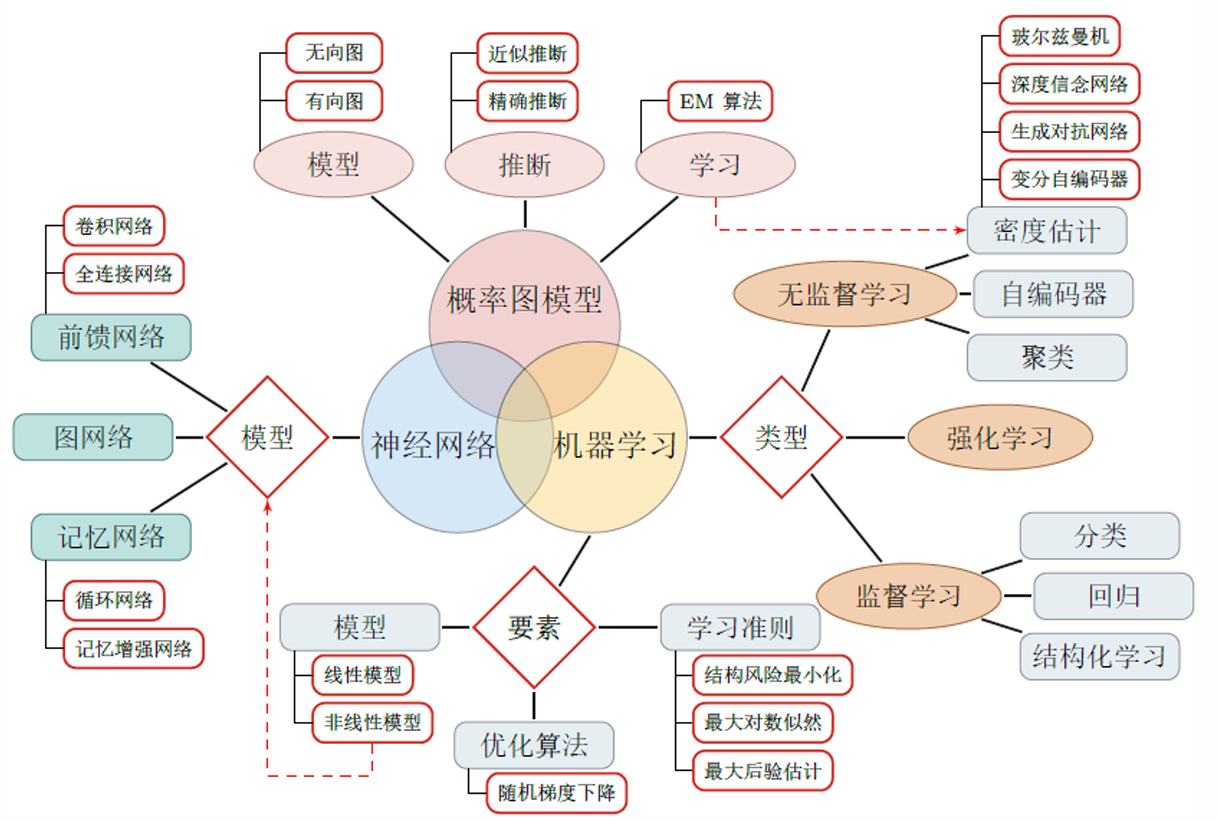 无向图
有向图
模型
近似推断
精确推断
推断
EM 算法
学习
玻尔兹曼机
深度信念网络
生成对抗网络
变分自编码器
密度估计
无监督学习
自编码器
聚类
卷积网络
全连接网络
前馈网络
图网络
记忆网络
循环网络
记忆增强网络
模型
概率图模型
神经网络
机器学习
类型
强化学习
监督学习
分类
回归
结构化学习
要素
模型
线性模型
非线性模型
优化算法
随机梯度下降
学习准则
结构风险最小化
最大对数似然
最大后验估计